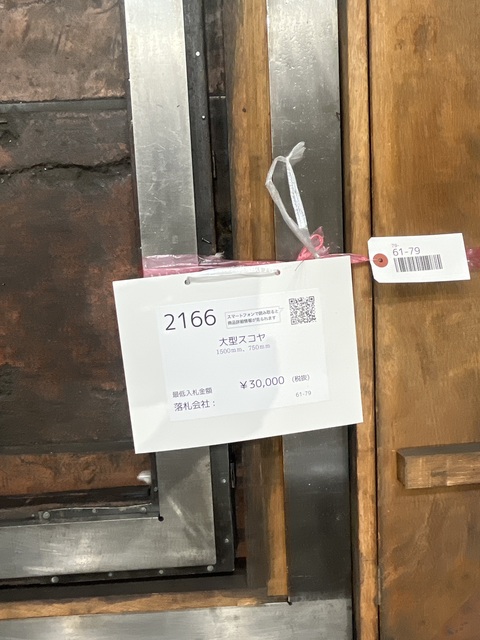 79-
61-79
2166
スマートフォンで読み取ると
商品詳細情報が見られます
大型スコヤ
1500mm、750mm
最低入札金額 ¥30,000 (税抜)
落札会社：
61-79